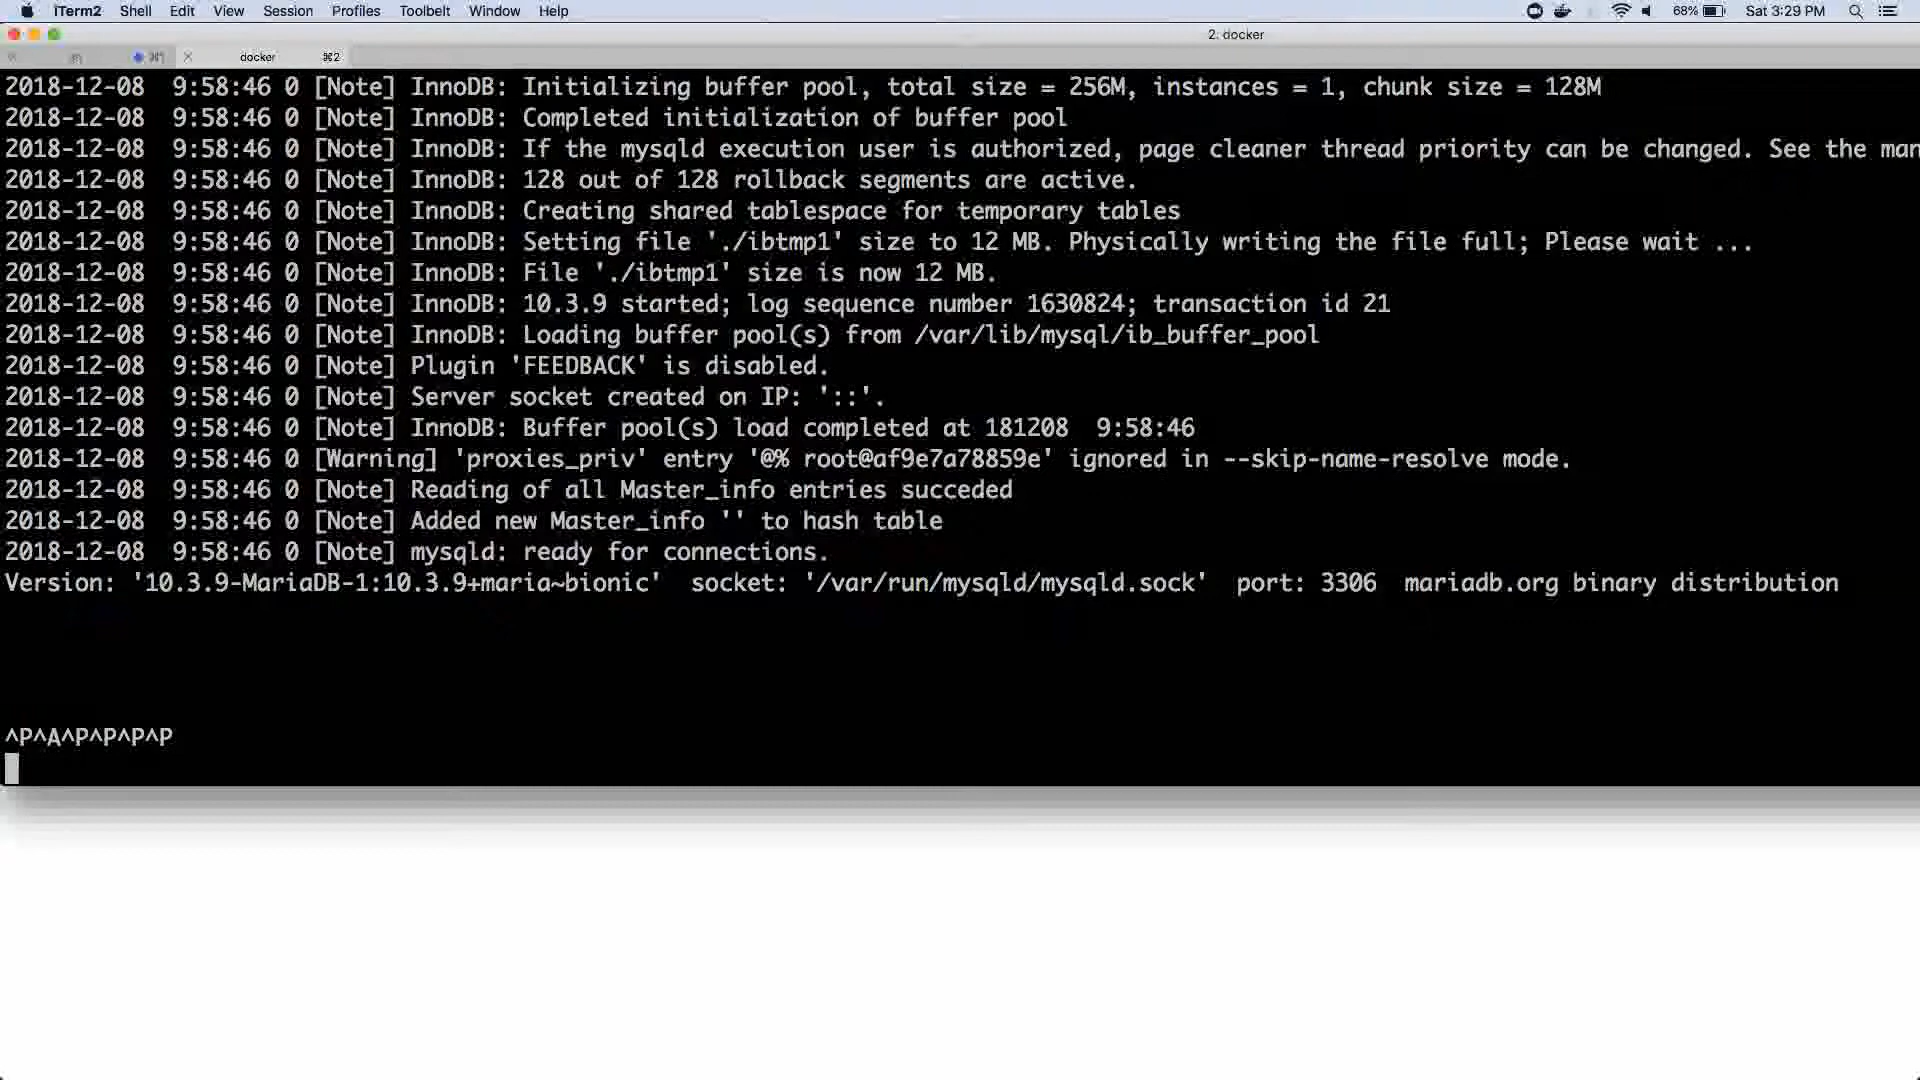 iTerm2 Shell Edit View Session Profiles Toolbelt Window Help 68% Sat 3:29 PM
2: docker
⌘1 docker ⌘2
2018-12-08  9:58:46 0 [Note] InnoDB: Initializing buffer pool, total size = 256M, instances = 1, chunk size = 128M
2018-12-08  9:58:46 0 [Note] InnoDB: Completed initialization of buffer pool
2018-12-08  9:58:46 0 [Note] InnoDB: If the mysqld execution user is authorized, page cleaner thread priority can be changed. See the man
2018-12-08  9:58:46 0 [Note] InnoDB: 128 out of 128 rollback segments are active.
2018-12-08  9:58:46 0 [Note] InnoDB: Creating shared tablespace for temporary tables
2018-12-08  9:58:46 0 [Note] InnoDB: Setting file './ibtmp1' size to 12 MB. Physically writing the file full; Please wait ...
2018-12-08  9:58:46 0 [Note] InnoDB: File './ibtmp1' size is now 12 MB.
2018-12-08  9:58:46 0 [Note] InnoDB: 10.3.9 started; log sequence number 1630824; transaction id 21
2018-12-08  9:58:46 0 [Note] InnoDB: Loading buffer pool(s) from /var/lib/mysql/ib_buffer_pool
2018-12-08  9:58:46 0 [Note] Plugin 'FEEDBACK' is disabled.
2018-12-08  9:58:46 0 [Note] Server socket created on IP: '::'.
2018-12-08  9:58:46 0 [Note] InnoDB: Buffer pool(s) load completed at 181208  9:58:46
2018-12-08  9:58:46 0 [Warning] 'proxies_priv' entry '@% root@af9e7a78859e' ignored in --skip-name-resolve mode.
2018-12-08  9:58:46 0 [Note] Reading of all Master_info entries succeded
2018-12-08  9:58:46 0 [Note] Added new Master_info '' to hash table
2018-12-08  9:58:46 0 [Note] mysqld: ready for connections.
Version: '10.3.9-MariaDB-1:10.3.9+maria~bionic'  socket: '/var/run/mysqld/mysqld.sock'  port: 3306  mariadb.org binary distribution
^P^A^P^P^P^P